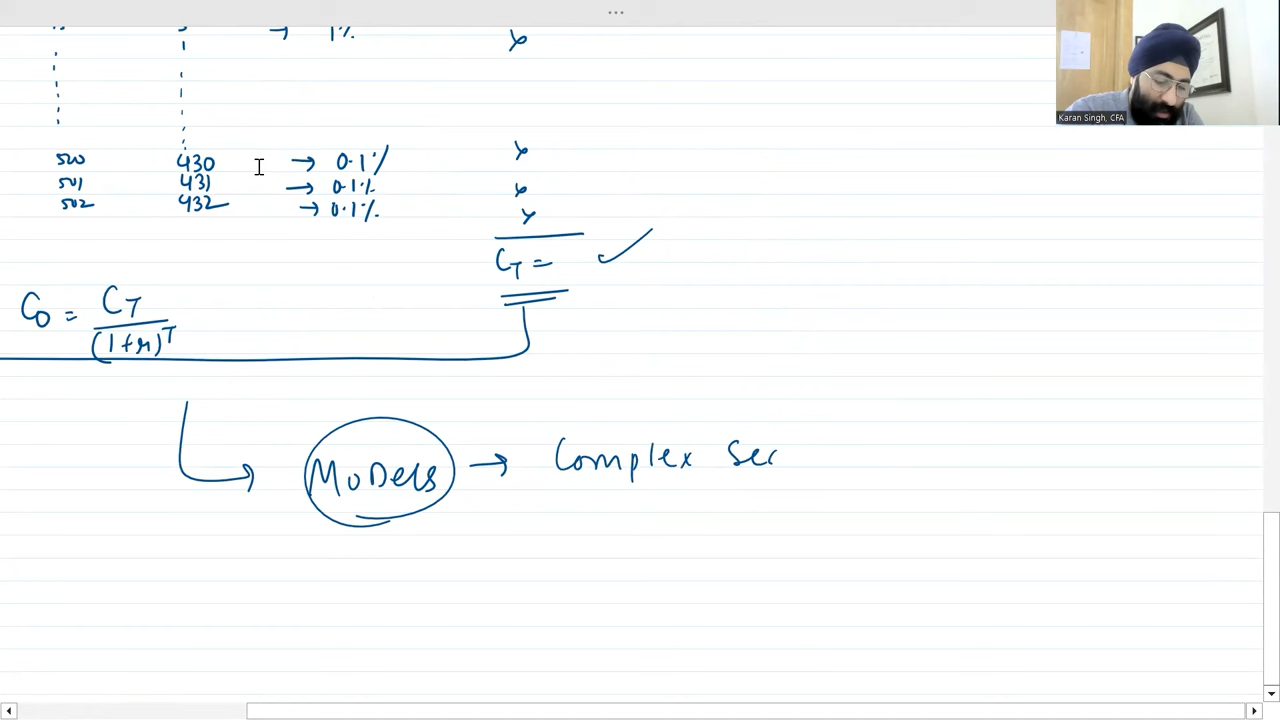 → 1%
Karan Singh, CFA
500 430 → 0.1%
501 431 → 0.1%
502 432 → 0.1%
C_T =
C_0 = C_T / (1+r)^T
MODELS → Complex Sec